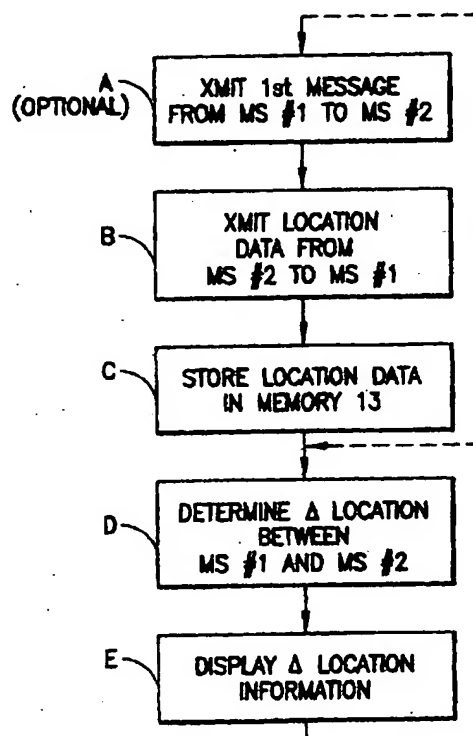 A
(OPTIONAL)
XMIT 1st MESSAGE
FROM MS #1 TO MS #2
B
XMIT LOCATION
DATA FROM
MS #2 TO MS #1
C
STORE LOCATION DATA
IN MEMORY 13
D
DETERMINE Δ LOCATION
BETWEEN
MS #1 AND MS #2
E
DISPLAY Δ LOCATION
INFORMATION